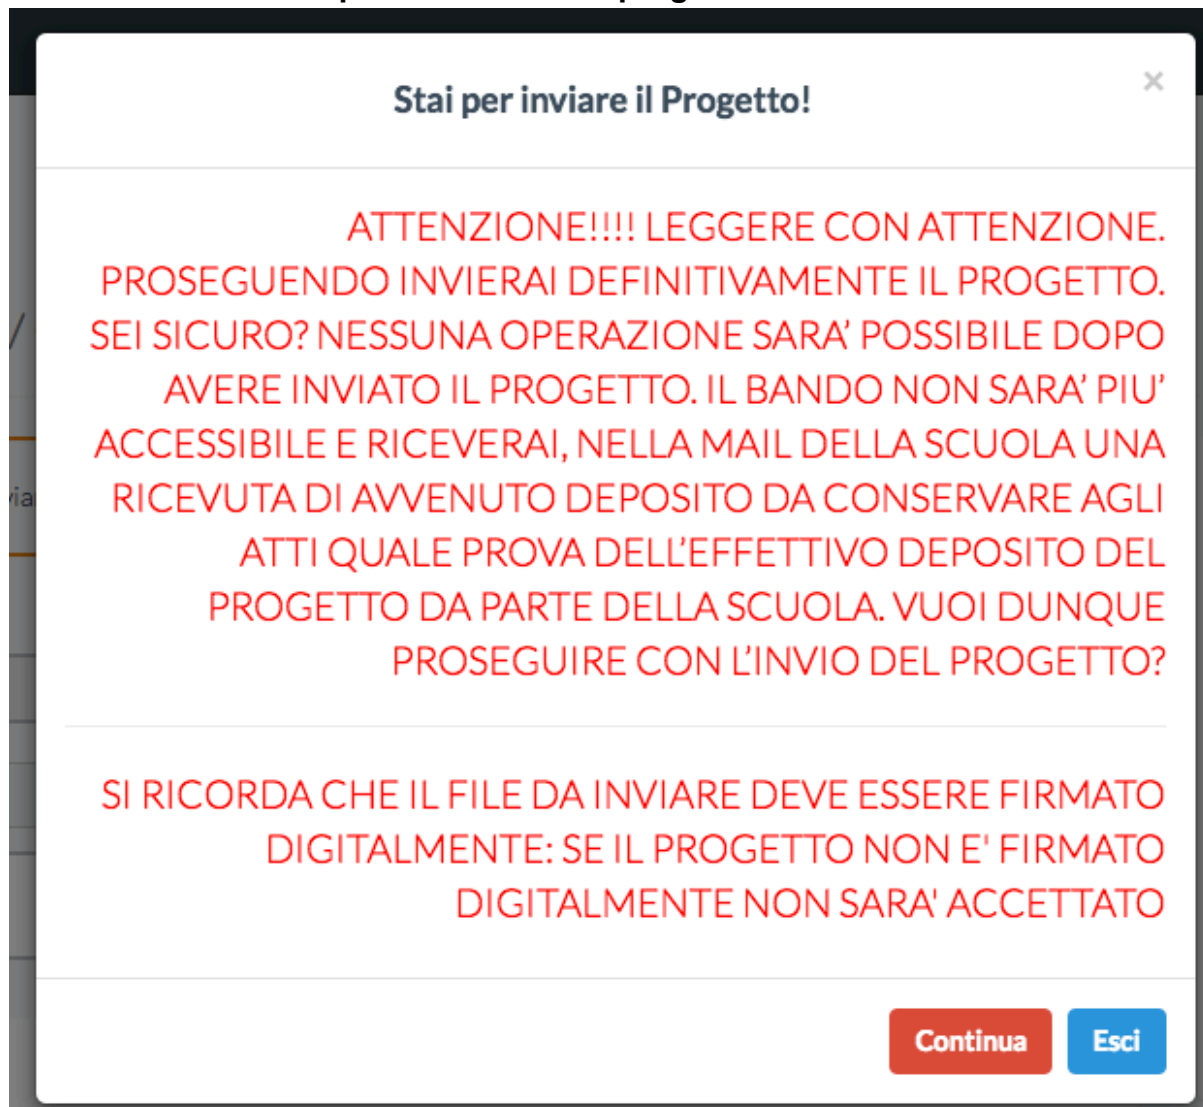 Stai per inviare il Progetto!
×
ATTENZIONE!!!! LEGGERE CON ATTENZIONE.
PROSEGUENDO INVIERAI DEFINITIVAMENTE IL PROGETTO.
SEI SICURO? NESSUNA OPERAZIONE SARA’ POSSIBILE DOPO
AVERE INVIATO IL PROGETTO. IL BANDO NON SARA’ PIU’
ACCESSIBILE E RICEVERAI, NELLA MAIL DELLA SCUOLA UNA
RICEVUTA DI AVVENUTO DEPOSITO DA CONSERVARE AGLI
ATTI QUALE PROVA DELL’EFFETTIVO DEPOSITO DEL
PROGETTO DA PARTE DELLA SCUOLA. VUOI DUNQUE
PROSEGUIRE CON L’INVIO DEL PROGETTO?
SI RICORDA CHE IL FILE DA INVIARE DEVE ESSERE FIRMATO
DIGITALMENTE: SE IL PROGETTO NON E' FIRMATO
DIGITALMENTE NON SARA' ACCETTATO
Continua
Esci